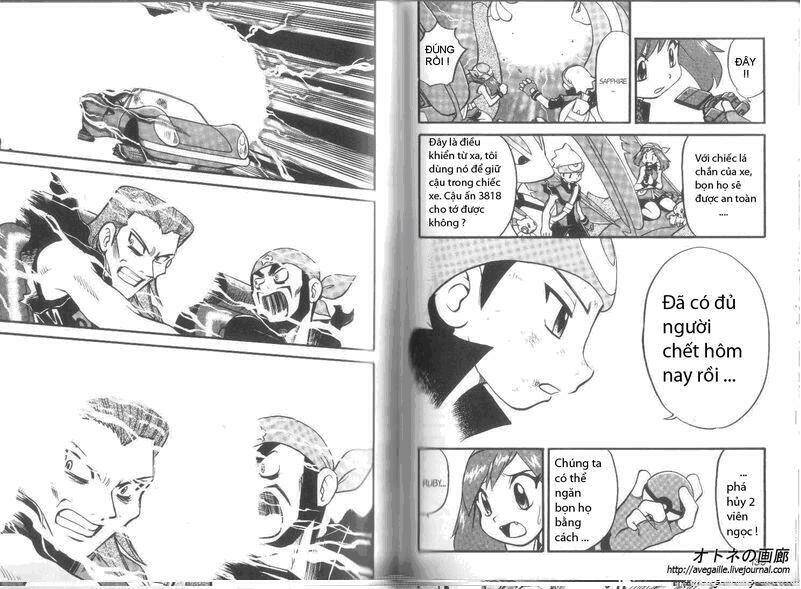 ĐÂY
!!
SAPPHIRE...
ĐÚNG
RỒI !
Với chiếc lá
chắn của xe,
bọn họ sẽ
được an toàn
....
Đây là điều
khiển từ xa, tôi
dùng nó để giữ
cậu trong chiếc
xe. Cậu ấn 3818
cho tớ được
không ?
Đã có đủ
người
chết hôm
nay rồi ...
...
phá
hủy 2
viên
ngọc !
Chúng ta
có thể
ngăn
bọn họ
bằng
cách ...
RUBY...
オトネの画廊
http://avegaille.livejournal.com